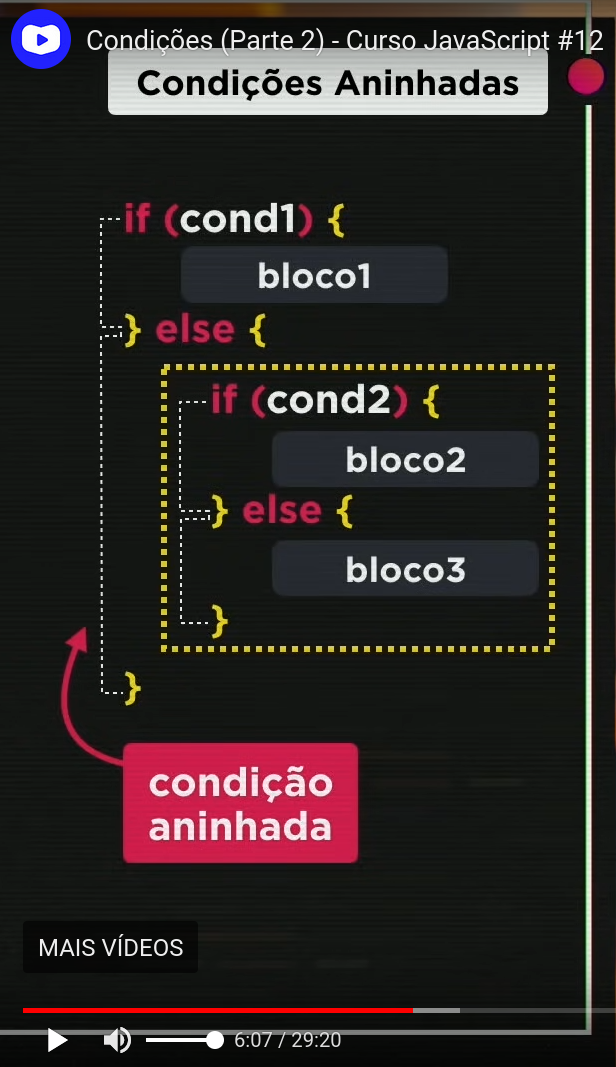 Condições (Parte 2) - Curso JavaScript #12
Condições Aninhadas
if (cond1) {
bloco1
} else {
if (cond2) {
bloco2
} else {
bloco3
}
}
condição
aninhada
MAIS VÍDEOS
6:07 / 29:20